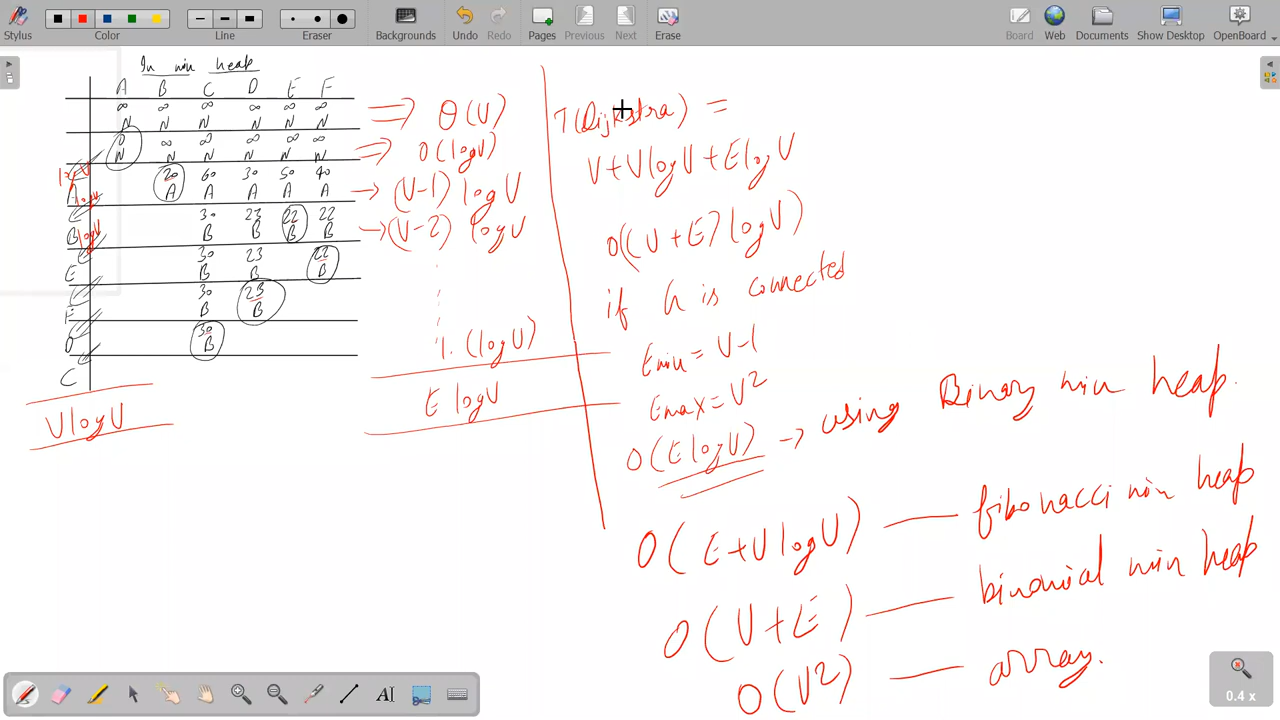 Stylus Color Line Eraser Backgrounds Undo Redo Pages Previous Next Erase Board Web Documents Show Desktop OpenBoard
In min heap
A B C D E F
∞ ∞ ∞ ∞ ∞ ∞
N N N N N N
0 ∞ ∞ ∞ ∞ ∞
N N N N N N
20 60 30 50 40
A A A A A A
30 23 22 22
B logV B B B B
30 23 22
E B B B
30 23
F B B
30
D B
C
VlogV
=> θ(V)
=> O(logV)
-> (V-1) logV
-> (V-2) logV
1. (logV)
E logV
T(Dijkstra) =
V+VlogV+ElogV
O((V+E)logV)
if G is connected
Emin = V-1
Emax = V2
O(ElogV) -> using Binary min heap.
O(E+VlogV) — fibonacci min heap
O(V+E) — binomial min heap
O(V2) — array.
0.4 x